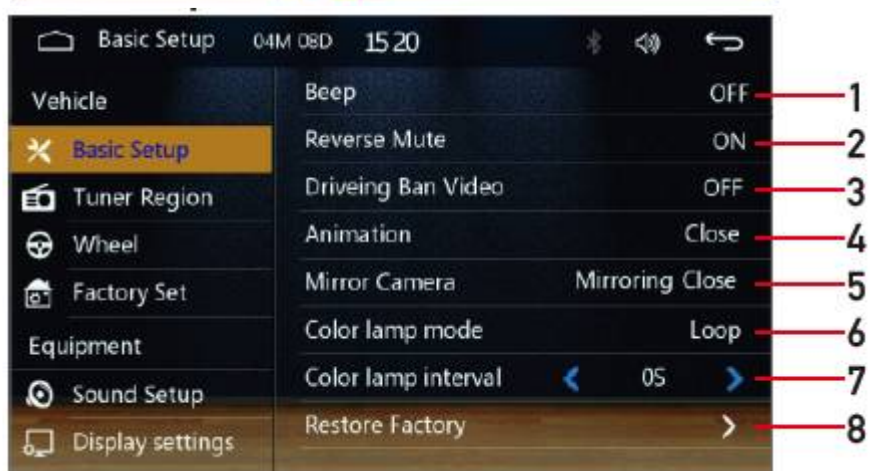 Basic Setup 04M 08D 15 20
Vehicle
Basic Setup
Tuner Region
Wheel
Factory Set
Equipment
Sound Setup
Display settings
Beep OFF 1
Reverse Mute ON 2
Driveing Ban Video OFF 3
Animation Close 4
Mirror Camera Mirroring Close 5
Color lamp mode Loop 6
Color lamp interval 05 7
Restore Factory 8